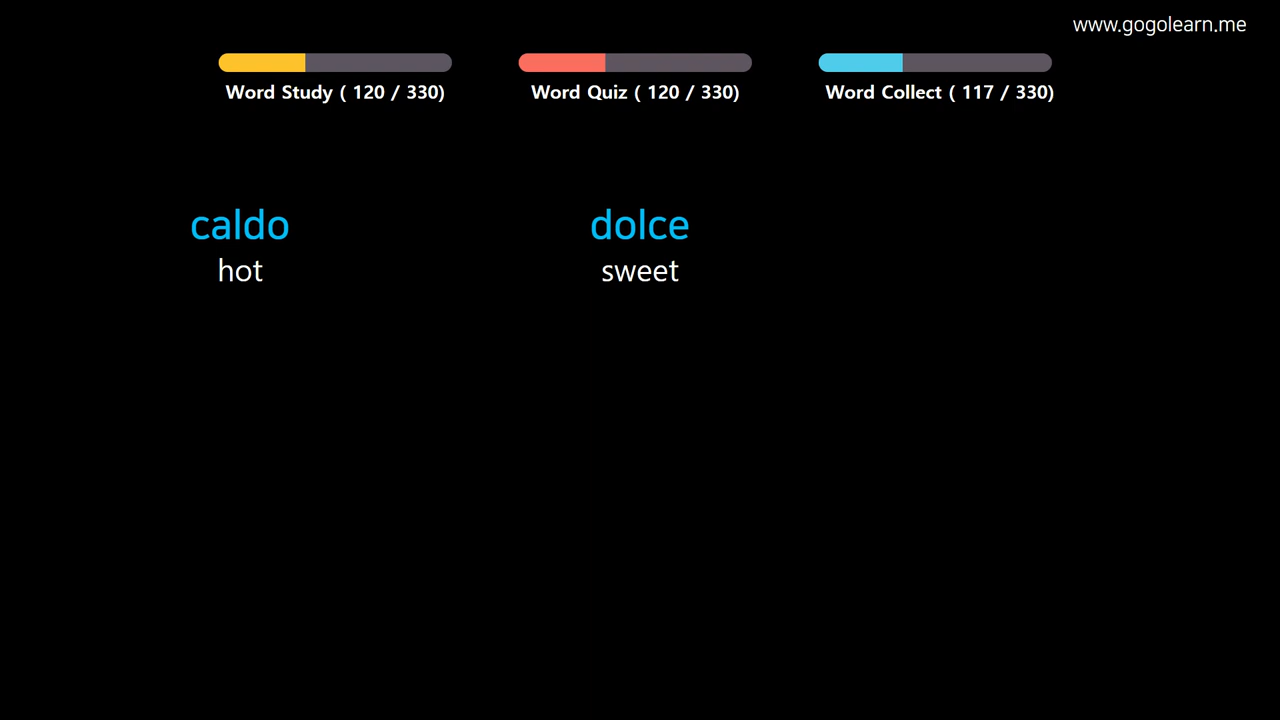 www.gogolearn.me
Word Study ( 120 / 330)
Word Quiz ( 120 / 330)
Word Collect ( 117 / 330)
caldo
hot
dolce
sweet